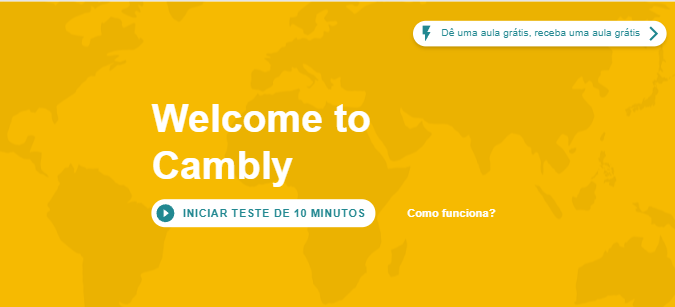 Dê uma aula grátis, receba uma aula grátis
Welcome to
Cambly
INICIAR TESTE DE 10 MINUTOS
Como funciona?